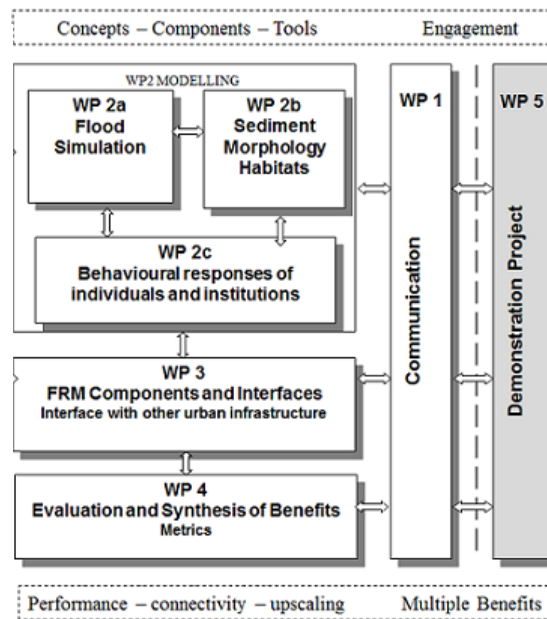 Concepts – Components – Tools
Engagement
WP2 MODELLING
WP 2a
Flood
Simulation
WP 2b
Sediment
Morphology
Habitats
WP 2c
Behavioural responses of
individuals and institutions
WP 3
FRM Components and Interfaces
Interface with other urban infrastructure
WP 4
Evaluation and Synthesis of Benefits
Metrics
WP 1
Communication
WP 5
Demonstration Project
Performance – connectivity – upscaling
Multiple Benefits